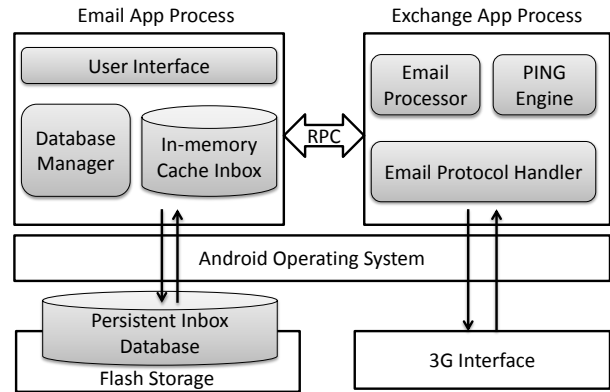 Email App Process
Exchange App Process
User Interface
Database
Manager
In-memory
Cache Inbox
RPC
Email
Processor
PING
Engine
Email Protocol Handler
Android Operating System
Persistent Inbox
Database
Flash Storage
3G Interface